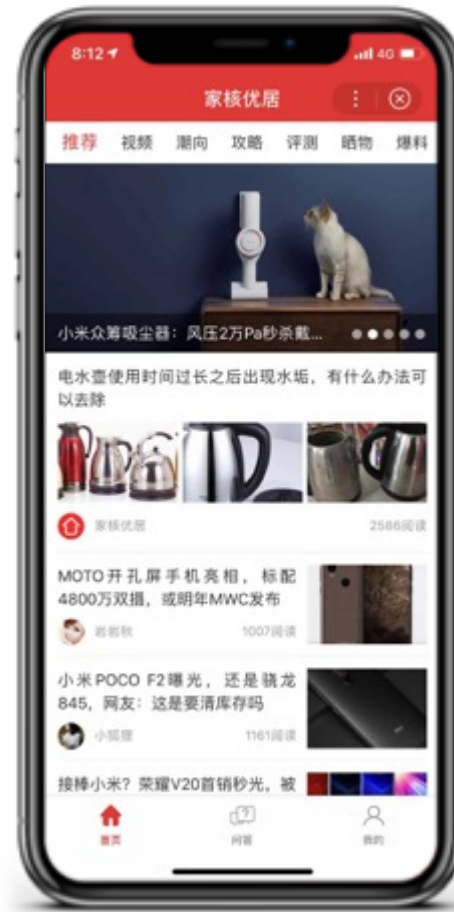 8:12
4G
家核优居
推荐 视频 潮向 攻略 评测 晒物 爆料
小米众筹吸尘器：风压2万Pa秒杀戴...
电水壶使用时间过长之后出现水垢，有什么办法可
以去除
家核优居 2586阅读
MOTO开孔屏手机亮相，标配
4800万双摄，或明年MWC发布
岩岩秋 1007阅读
小米POCO F2曝光，还是骁龙
845，网友：这是要清库存吗
小狐狸 1161阅读
接棒小米？荣耀V20首销秒光，被
首页 问答 我的